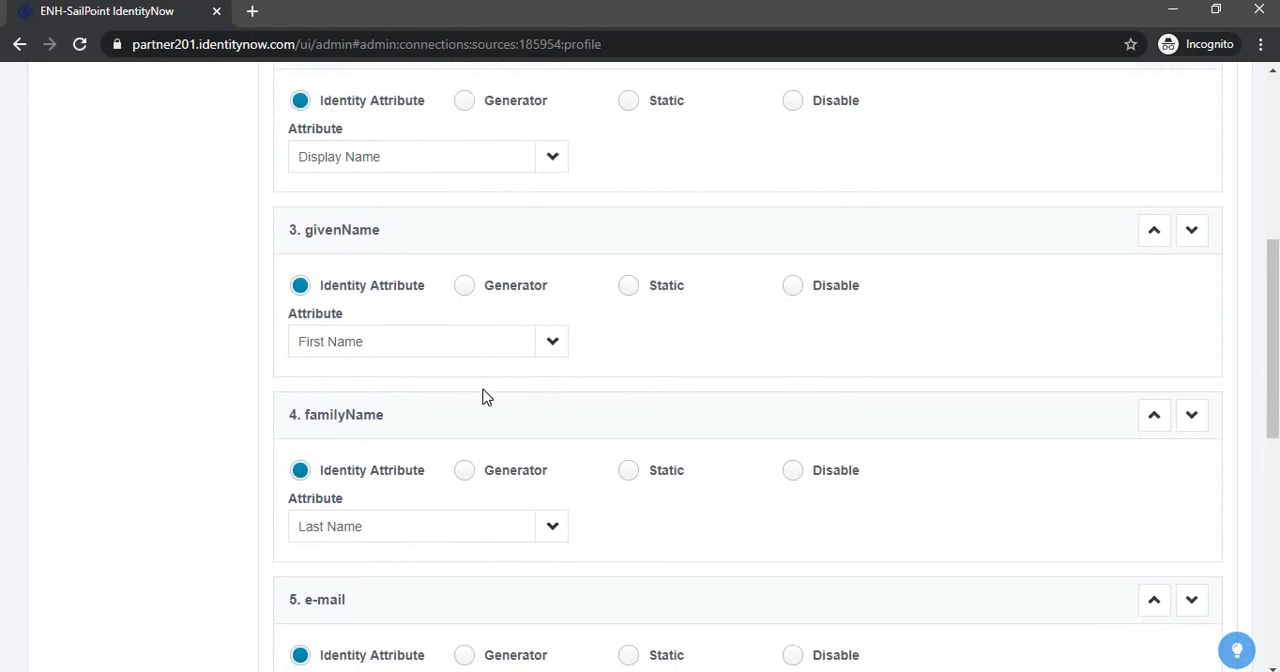 ENH-SailPoint IdentityNow
partner201.identitynow.com/ui/admin#admin:connections:sources:185954:profile
Incognito
Identity Attribute Generator Static Disable
Attribute
Display Name
3. givenName
Identity Attribute Generator Static Disable
Attribute
First Name
4. familyName
Identity Attribute Generator Static Disable
Attribute
Last Name
5. e-mail
Identity Attribute Generator Static Disable